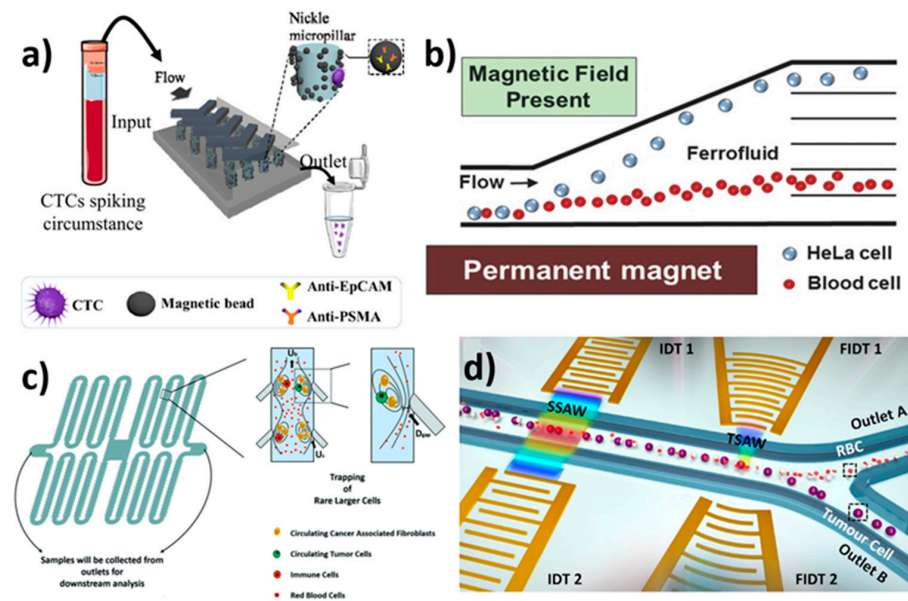 a)
Nickle
micropillar
Flow
Input
Outlet
CTCs spiking
circumstance
CTC
Magnetic bead
Anti-EpCAM
Anti-PSMA
b)
Magnetic Field
Present
Ferrofluid
Flow
HeLa cell
Blood cell
Permanent magnet
c)
Trapping
of
Rare Larger Cells
Circulating Cancer Associated Fibroblasts
Circulating Tumor Cells
Immune Cells
Red Blood Cells
Samples will be collected from
outlets for
downstream analysis
d)
IDT 1
FIDT 1
SSAW
TSAW
Outlet A
RBC
Tumour Cell
Outlet B
IDT 2
FIDT 2